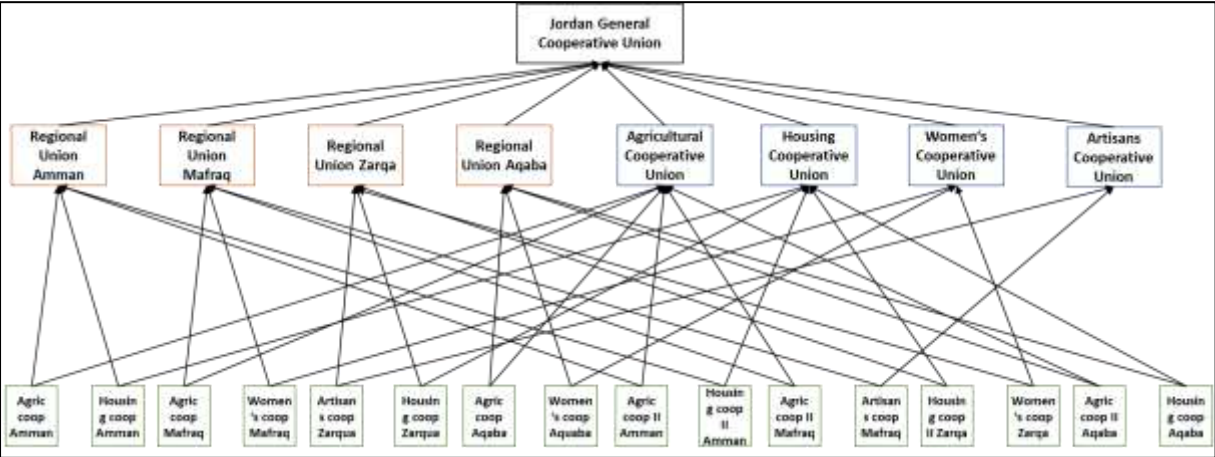 Jordan General
Cooperative Union
Regional
Union
Amman
Regional
Union
Mafraq
Regional
Union Zarqa
Regional
Union Aqaba
Agricultural
Cooperative
Union
Housing
Cooperative
Union
Women's
Cooperative
Union
Artisans
Cooperative
Union
Agric
coop
Amman
Housin
g coop
Amman
Agric
coop
Mafraq
Women
's coop
Mafraq
Artisan
s coop
Zarqua
Housin
g coop
Zarqua
Agric
coop
Aqaba
Women
's coop
Aquaba
Agric
coop II
Amman
Housin
g coop
II
Amman
Agric
coop II
Mafraq
Artisan
s coop
Mafraq
Housin
g coop
II Zarqa
Women
's coop
Zarqa
Agric
coop II
Aqaba
Housin
g coop
Aqaba